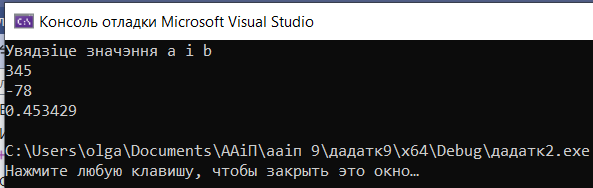 Консоль отладки Microsoft Visual Studio
Увядзіце значэння a i b
345
-78
0.453429
C:\Users\olga\Documents\ААіП\ааіп 9\дадатк9\x64\Debug\дадатк2.exe
Нажмите любую клавишу, чтобы закрыть это окно…